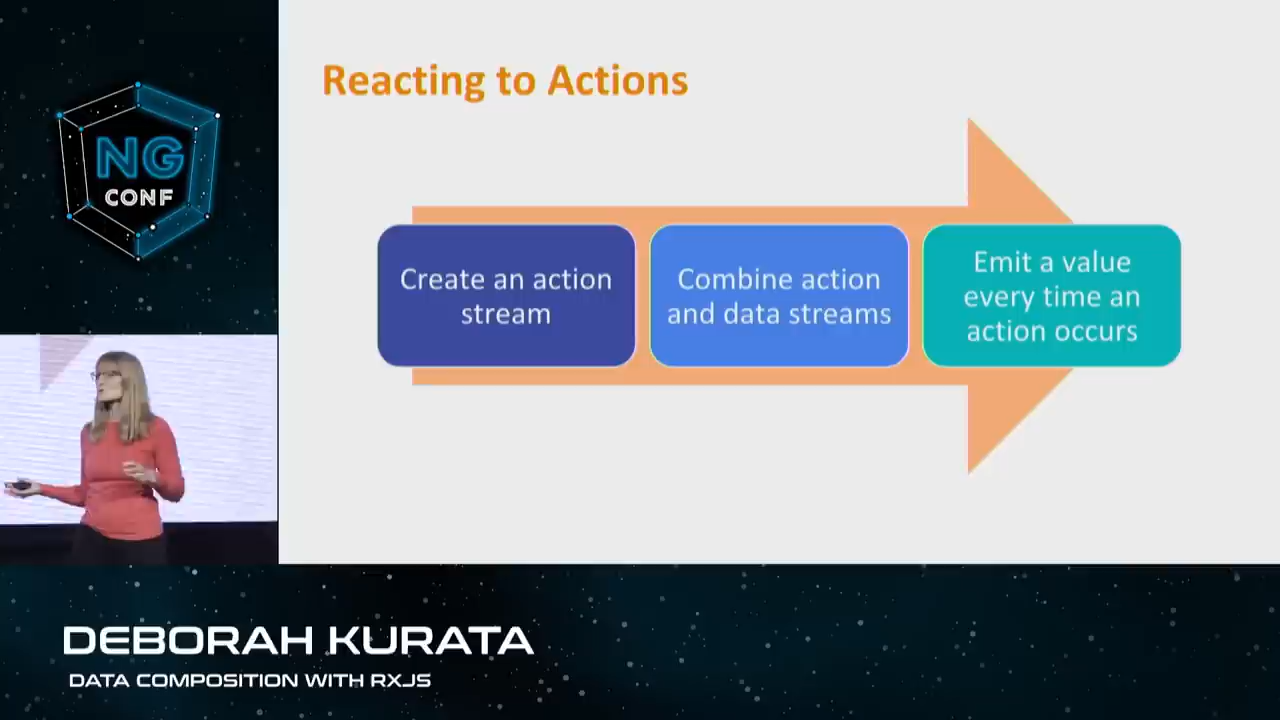 NG
CONF
Reacting to Actions
Create an action
stream
Combine action
and data streams
Emit a value
every time an
action occurs
DEBORAH KURATA
DATA COMPOSITION WITH RXJS